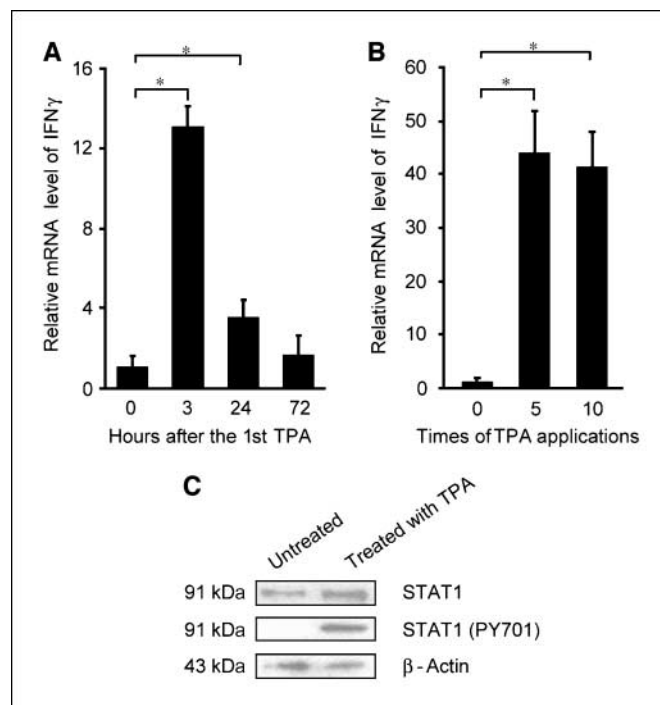 A
Relative mRNA level of IFNγ
16
12
8
4
0
*
*
0 3 24 72
Hours after the 1st TPA
B
Relative mRNA level of IFNγ
60
50
40
30
20
10
0
*
*
0 5 10
Times of TPA applications
C
Untreated
Treated with TPA
91 kDa STAT1
91 kDa STAT1 (PY701)
43 kDa β-Actin